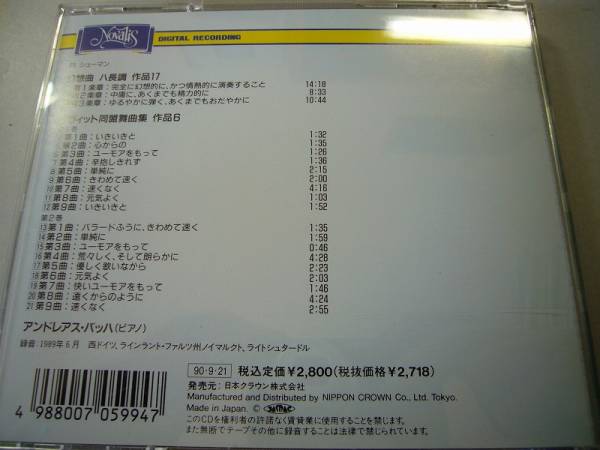 Novalis
DIGITAL RECORDING
シューマン
想曲 ハ長調 作品17
1楽章：完全に幻想的に、かつ情熱的に演奏すること 14:18
2楽章：中庸に、あくまでも精力的に 8:33
3楽章：ゆるやかに弾く、あくまでもおだやかに 10:44
ヴィット同盟舞曲集 作品6
第1曲：いきいきと 1:32
第2曲：心からの 1:35
第3曲：ユーモアをもって 1:26
7 第4曲：辛抱しきれず 1:36
8 第5曲：単純に 2:15
9 第6曲：きわめて速く 2:00
10 第7曲：速くなく 4:16
11 第8曲：元気よく 1:03
12 第9曲：いきいきと 1:52
第2巻
13 第1曲：バラードふうに、きわめて速く 1:35
14 第2曲：単純に 1:59
15 第3曲：ユーモアをもって 0:46
16 第4曲：荒々しく、そして朗らかに 4:28
17 第5曲：優しく歌いながら 2:23
18 第6曲：元気よく 2:03
19 第7曲：快いユーモアをもって 1:46
20 第8曲：遠くからのように 4:24
21 第9曲：速くなく 2:55
アンドレアス・バッハ(ピアノ)
録音：1989年6月 西ドイツ、ラインラント・ファルツ州ノイマルクト、ライトシュタードル
4 988007 059947
90・9・21 税込定価￥2,800(税抜価格￥2,718)
発売元：日本クラウン株式会社
Manufactured and Distributed by NIPPON CROWN Co., Ltd. Tokyo.
Made in Japan.
このCDを権利者の許諾なく賃貸業に使用することを禁じます。
また無断でテープその他に録音することは法律で禁じられています。